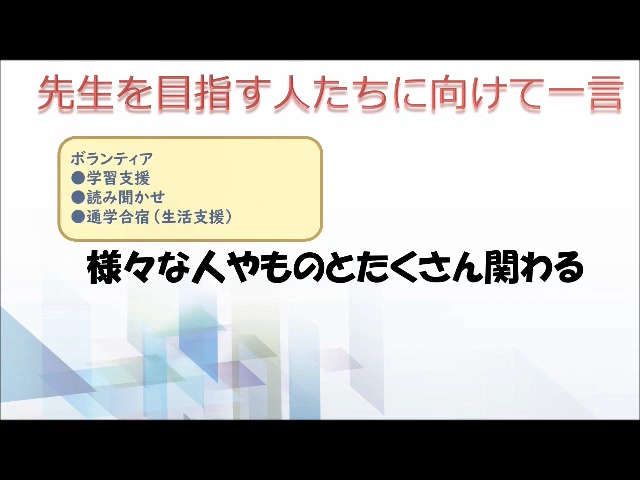 先生を目指す人たちに向けて一言
ボランティア
●学習支援
●読み聞かせ
●通学合宿（生活支援）
様々な人やものとたくさん関わる